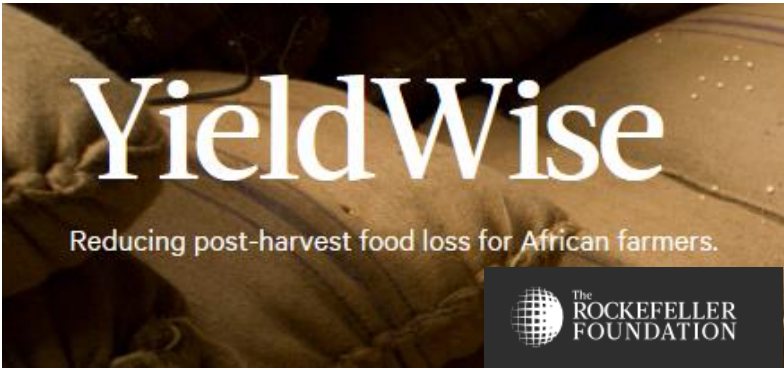 YieldWise
Reducing post-harvest food loss for African farmers.
The
ROCKEFELLER
FOUNDATION